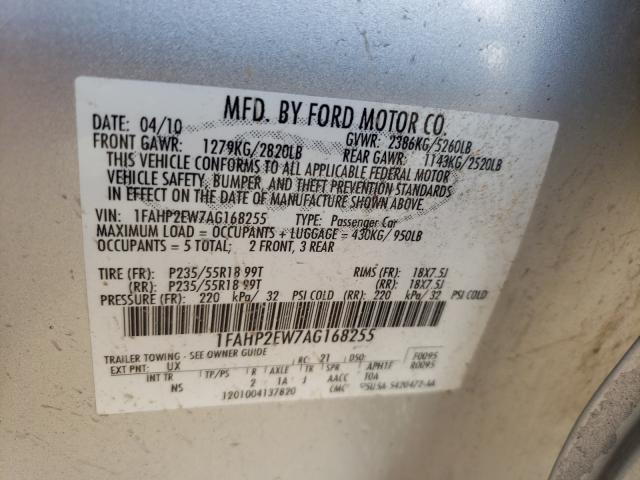 MFD. BY FORD MOTOR CO.
DATE: 04/10 GVWR: 2386KG/5260LB
FRONT GAWR: 1279KG/2820LB REAR GAWR: 1143KG/2520LB
THIS VEHICLE CONFORMS TO ALL APPLICABLE FEDERAL MOTOR
VEHICLE SAFETY, BUMPER, AND THEFT PREVENTION STANDARDS
IN EFFECT ON THE DATE OF MANUFACTURE SHOWN ABOVE.
VIN: 1FAHP2EW7AG168255 TYPE: Passenger Car
MAXIMUM LOAD = OCCUPANTS + LUGGAGE = 430KG/ 950LB
OCCUPANTS = 5 TOTAL; 2 FRONT, 3 REAR
TIRE (FR): P235/55R18 99T RIMS (FR): 18X7.5J
(RR): P235/55R18 99T (RR): 18X7.5J
PRESSURE (FR): 220 kPa/ 32 PSI COLD (RR): 220 kPa/ 32 PSI COLD
1FAHP2EW7AG168255
TRAILER TOWING - SEE OWNER GUIDE RC: 21 DSO: F0095
EXT PNT: UX R0095
INT TR TP/PS R AXLE TR SPR APH1F
NS 2 1A J AACC TOA
1201004137820 CMC